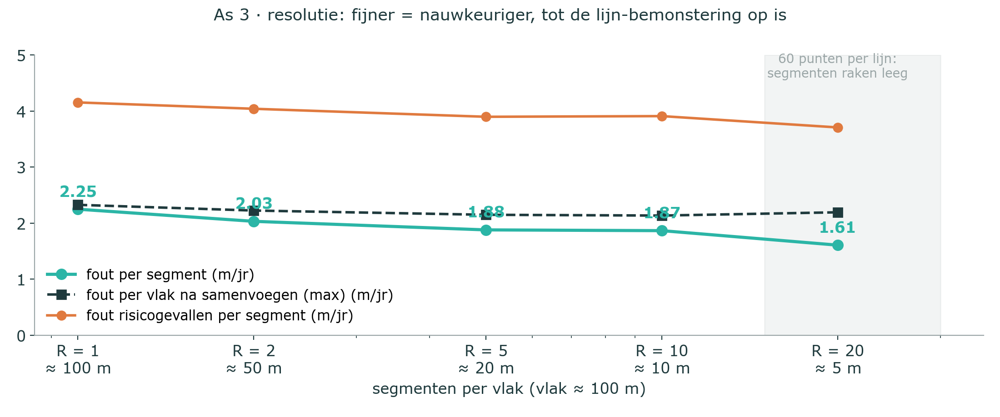 As 3 · resolutie: fijner = nauwkeuriger, tot de lijn-bemonstering op is
60 punten per lijn:
segmenten raken leeg
5
4
3
2
1
0
2.25
2.03
1.88
1.87
1.61
fout per segment (m/jr)
fout per vlak na samenvoegen (max) (m/jr)
fout risicogevallen per segment (m/jr)
R = 1
≈ 100 m
R = 2
≈ 50 m
R = 5
≈ 20 m
R = 10
≈ 10 m
R = 20
≈ 5 m
segmenten per vlak (vlak ≈ 100 m)